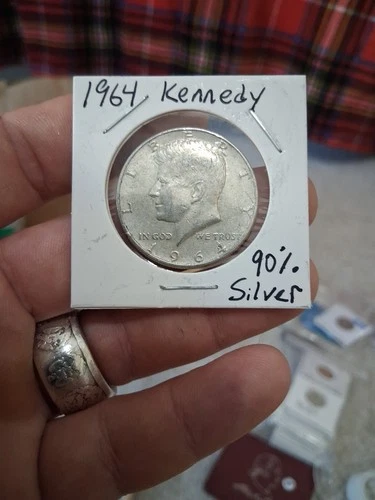 1964 Kennedy
LIBERTY
IN GOD WE TRUST
1964
90%
Silver